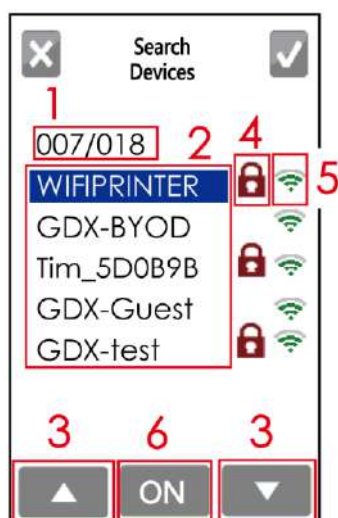 Search
Devices
1
007/018 2 4
WIFIPRINTER 5
GDX-BYOD
Tim_5D0B9B
GDX-Guest
GDX-test
3 6 3
ON